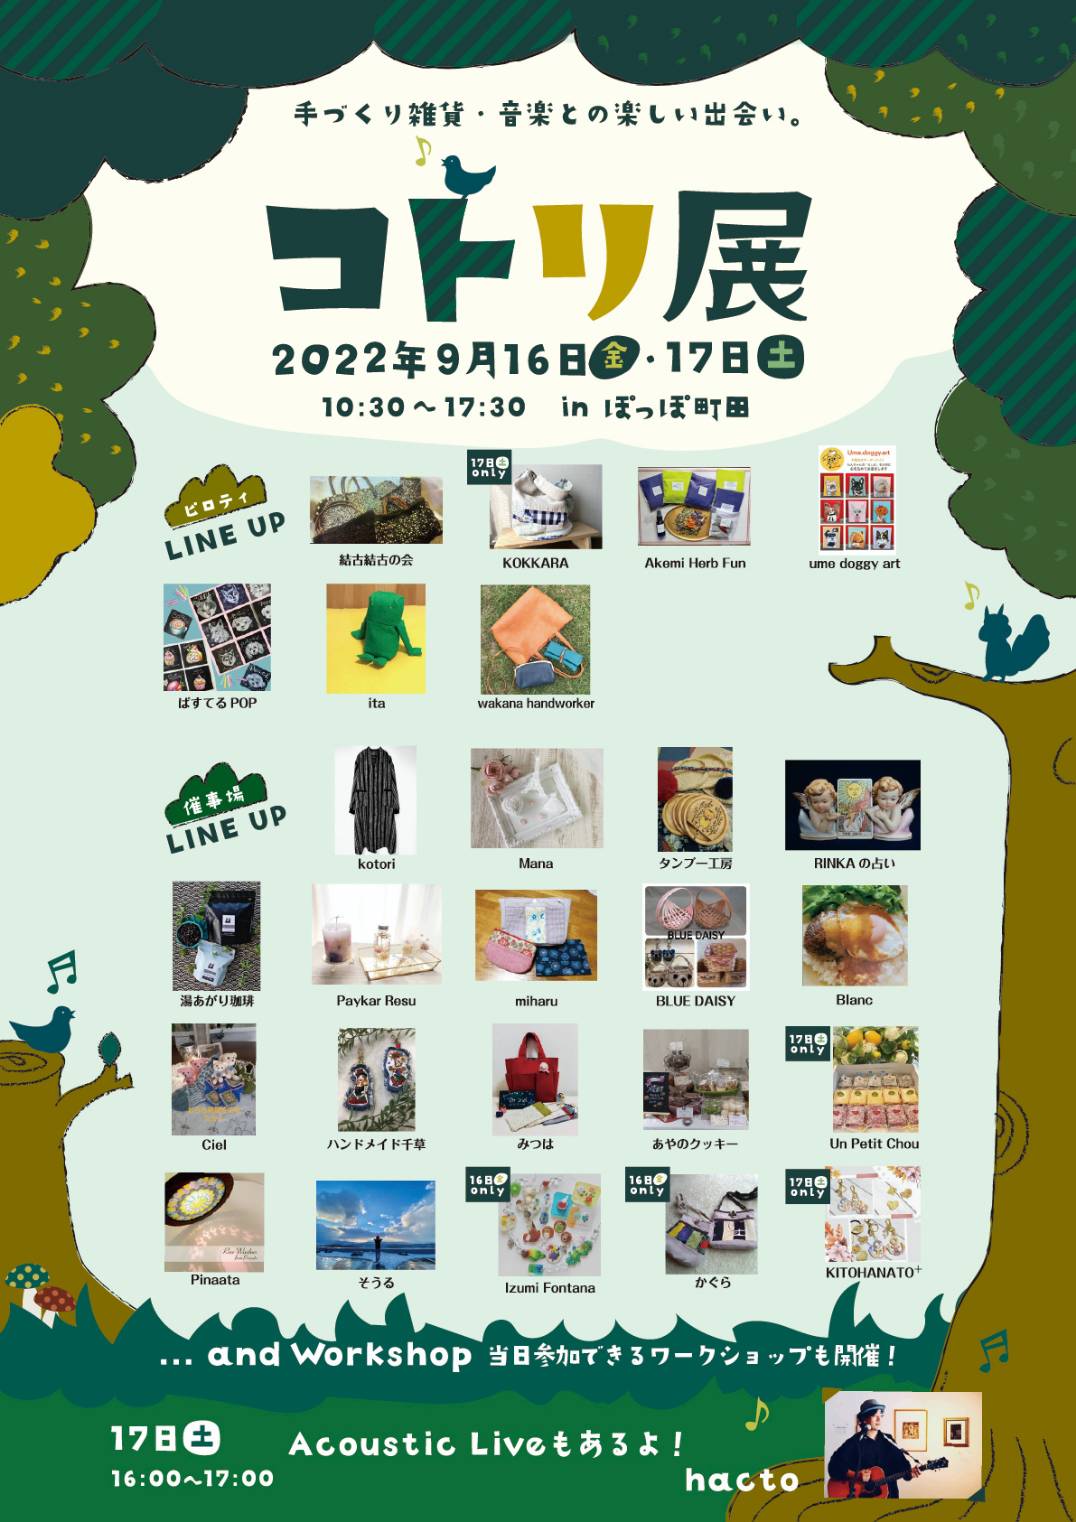 手づくり雑貨・音楽との楽しい出会い。
コトリ展
2022年9月16日金・17日土
10:30～17:30 in ぽっぽ町田
ピロティ
LINE UP
結古結古の会
17日土
only
KOKKARA
Akemi Herb Fun
Ume.doggy.art
ume doggy art
ぱすてるPOP
ita
wakana handworker
催事場
LINE UP
kotori
Mana
タンブー工房
RINKAの占い
湯あがり珈琲
Paykar Resu
miharu
BLUE DAISY
BLUE DAISY
Blanc
Ciel
ハンドメイド千草
みつは
あやのクッキー
17日土
only
Un Petit Chou
Pinaata
そうる
16日金
only
Izumi Fontana
16日金
only
かぐら
17日土
only
KITOHANATO⁺
... and Workshop 当日参加できるワークショップも開催！
17日土
16:00～17:00
Acoustic Liveもあるよ！
hacto